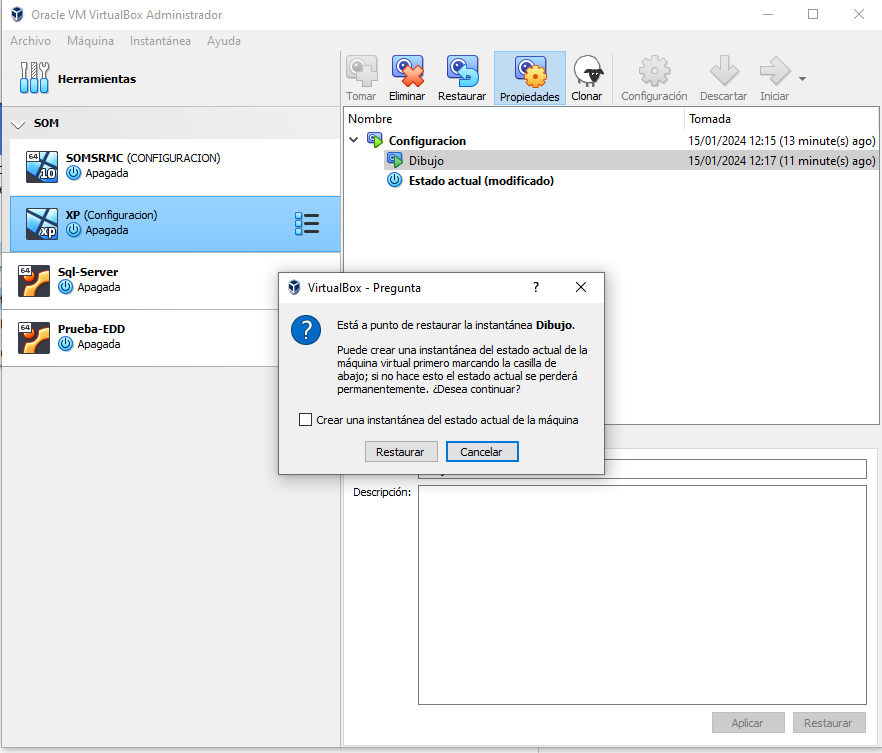 Oracle VM VirtualBox Administrador
Archivo Máquina Instantánea Ayuda
Herramientas
Tomar Eliminar Restaurar Propiedades Clonar Configuración Descartar Iniciar
SOM
Nombre Tomada
Configuracion 15/01/2024 12:15 (13 minute(s) ago)
Dibujo 15/01/2024 12:17 (11 minute(s) ago)
Estado actual (modificado)
64 10 SOMSRMC (CONFIGURACION)
Apagada
xp XP (Configuracion)
Apagada
64 Sql-Server
Apagada
64 Prueba-EDD
Apagada
VirtualBox - Pregunta ?
Está a punto de restaurar la instantánea Dibujo.
Puede crear una instantánea del estado actual de la
máquina virtual primero marcando la casilla de
abajo; si no hace esto el estado actual se perderá
permanentemente. ¿Desea continuar?
Crear una instantánea del estado actual de la máquina
Restaurar Cancelar
Descripción:
Aplicar Restaurar